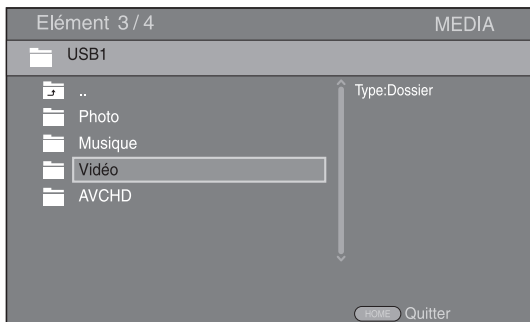 Elément 3 / 4 MEDIA
USB1
.. Type:Dossier
Photo
Musique
Vidéo
AVCHD
HOME Quitter